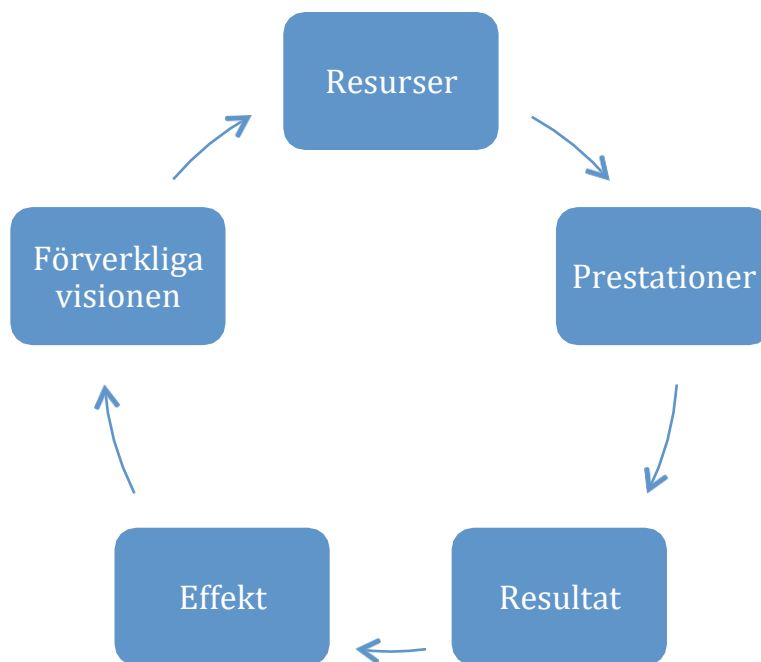 Resurser
Prestationer
Resultat
Effekt
Förverkliga
visionen